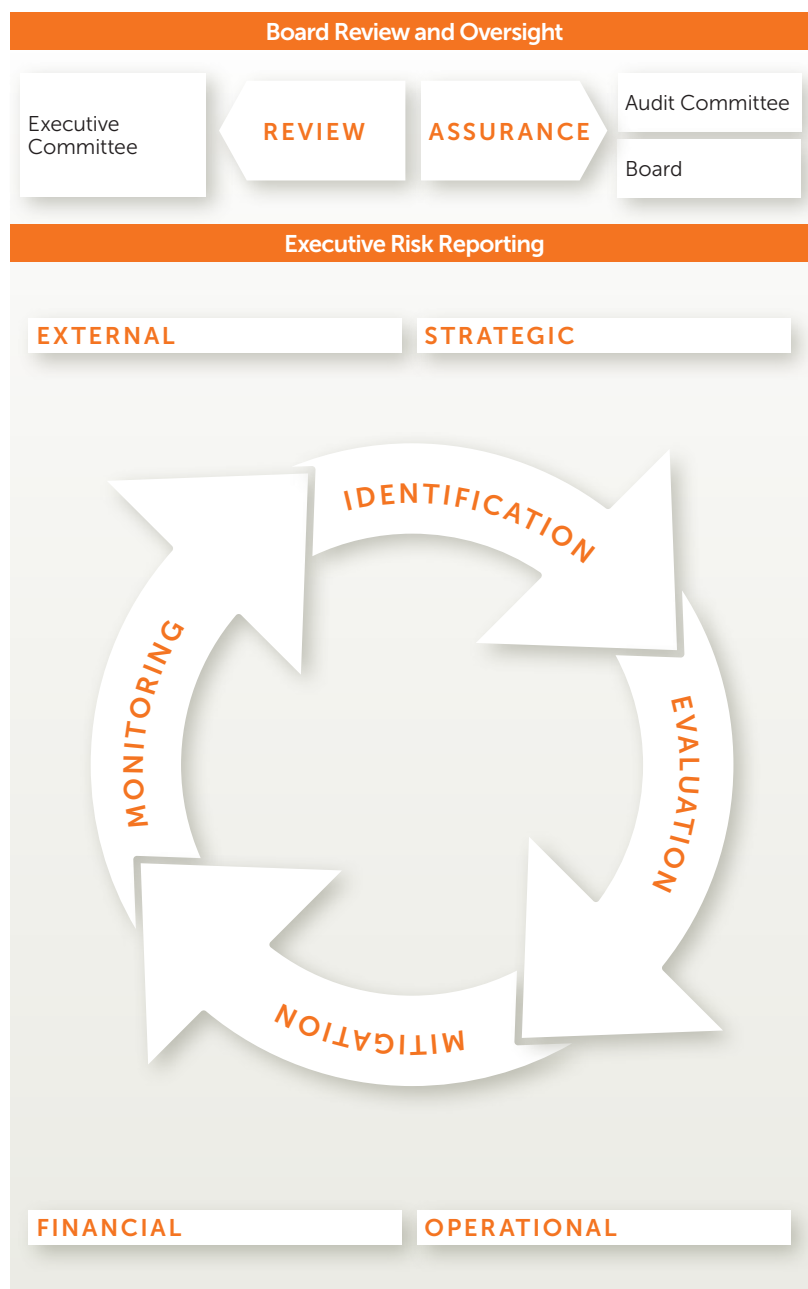 Board Review and Oversight
Executive
Committee
REVIEW
ASSURANCE
Audit Committee
Board
Executive Risk Reporting
EXTERNAL
STRATEGIC
IDENTIFICATION
EVALUATION
MITIGATION
MONITORING
FINANCIAL
OPERATIONAL